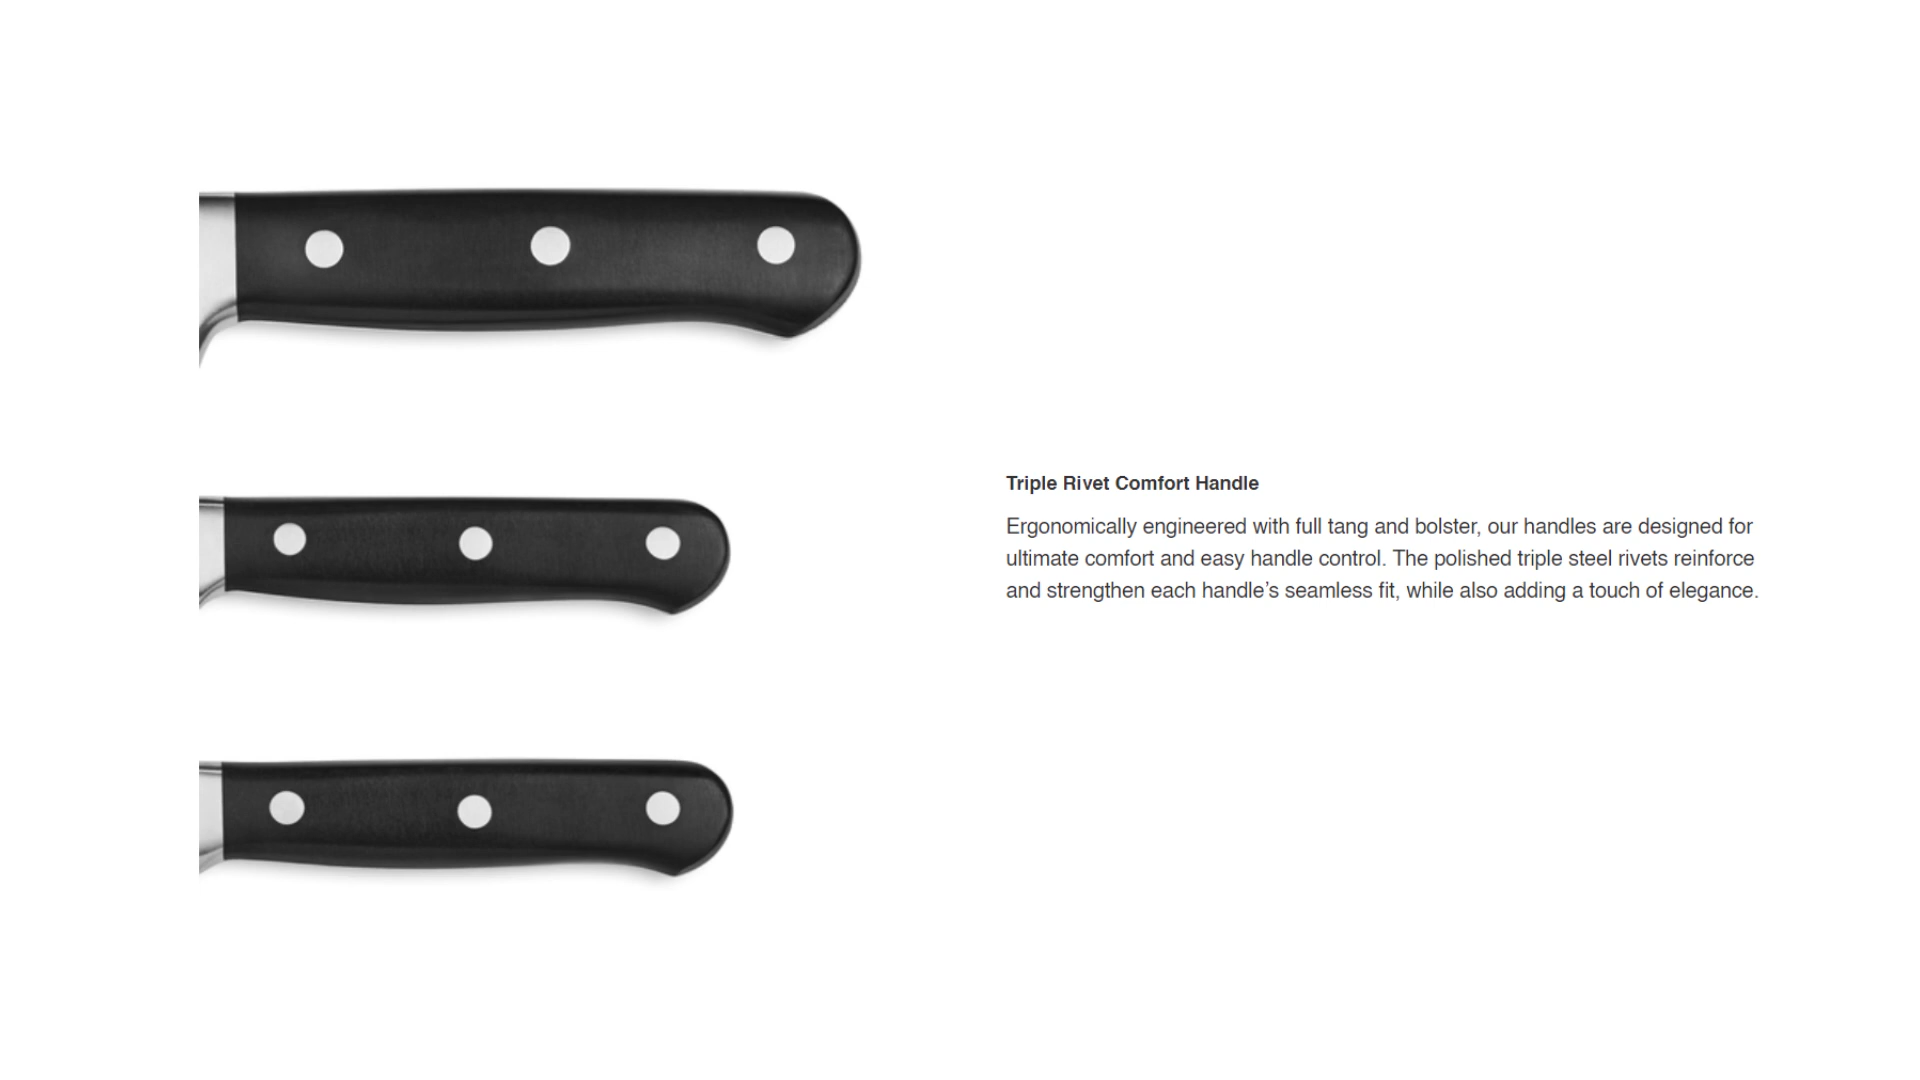 Triple Rivet Comfort Handle
Ergonomically engineered with full tang and bolster, our handles are designed for
ultimate comfort and easy handle control. The polished triple steel rivets reinforce
and strengthen each handle’s seamless fit, while also adding a touch of elegance.